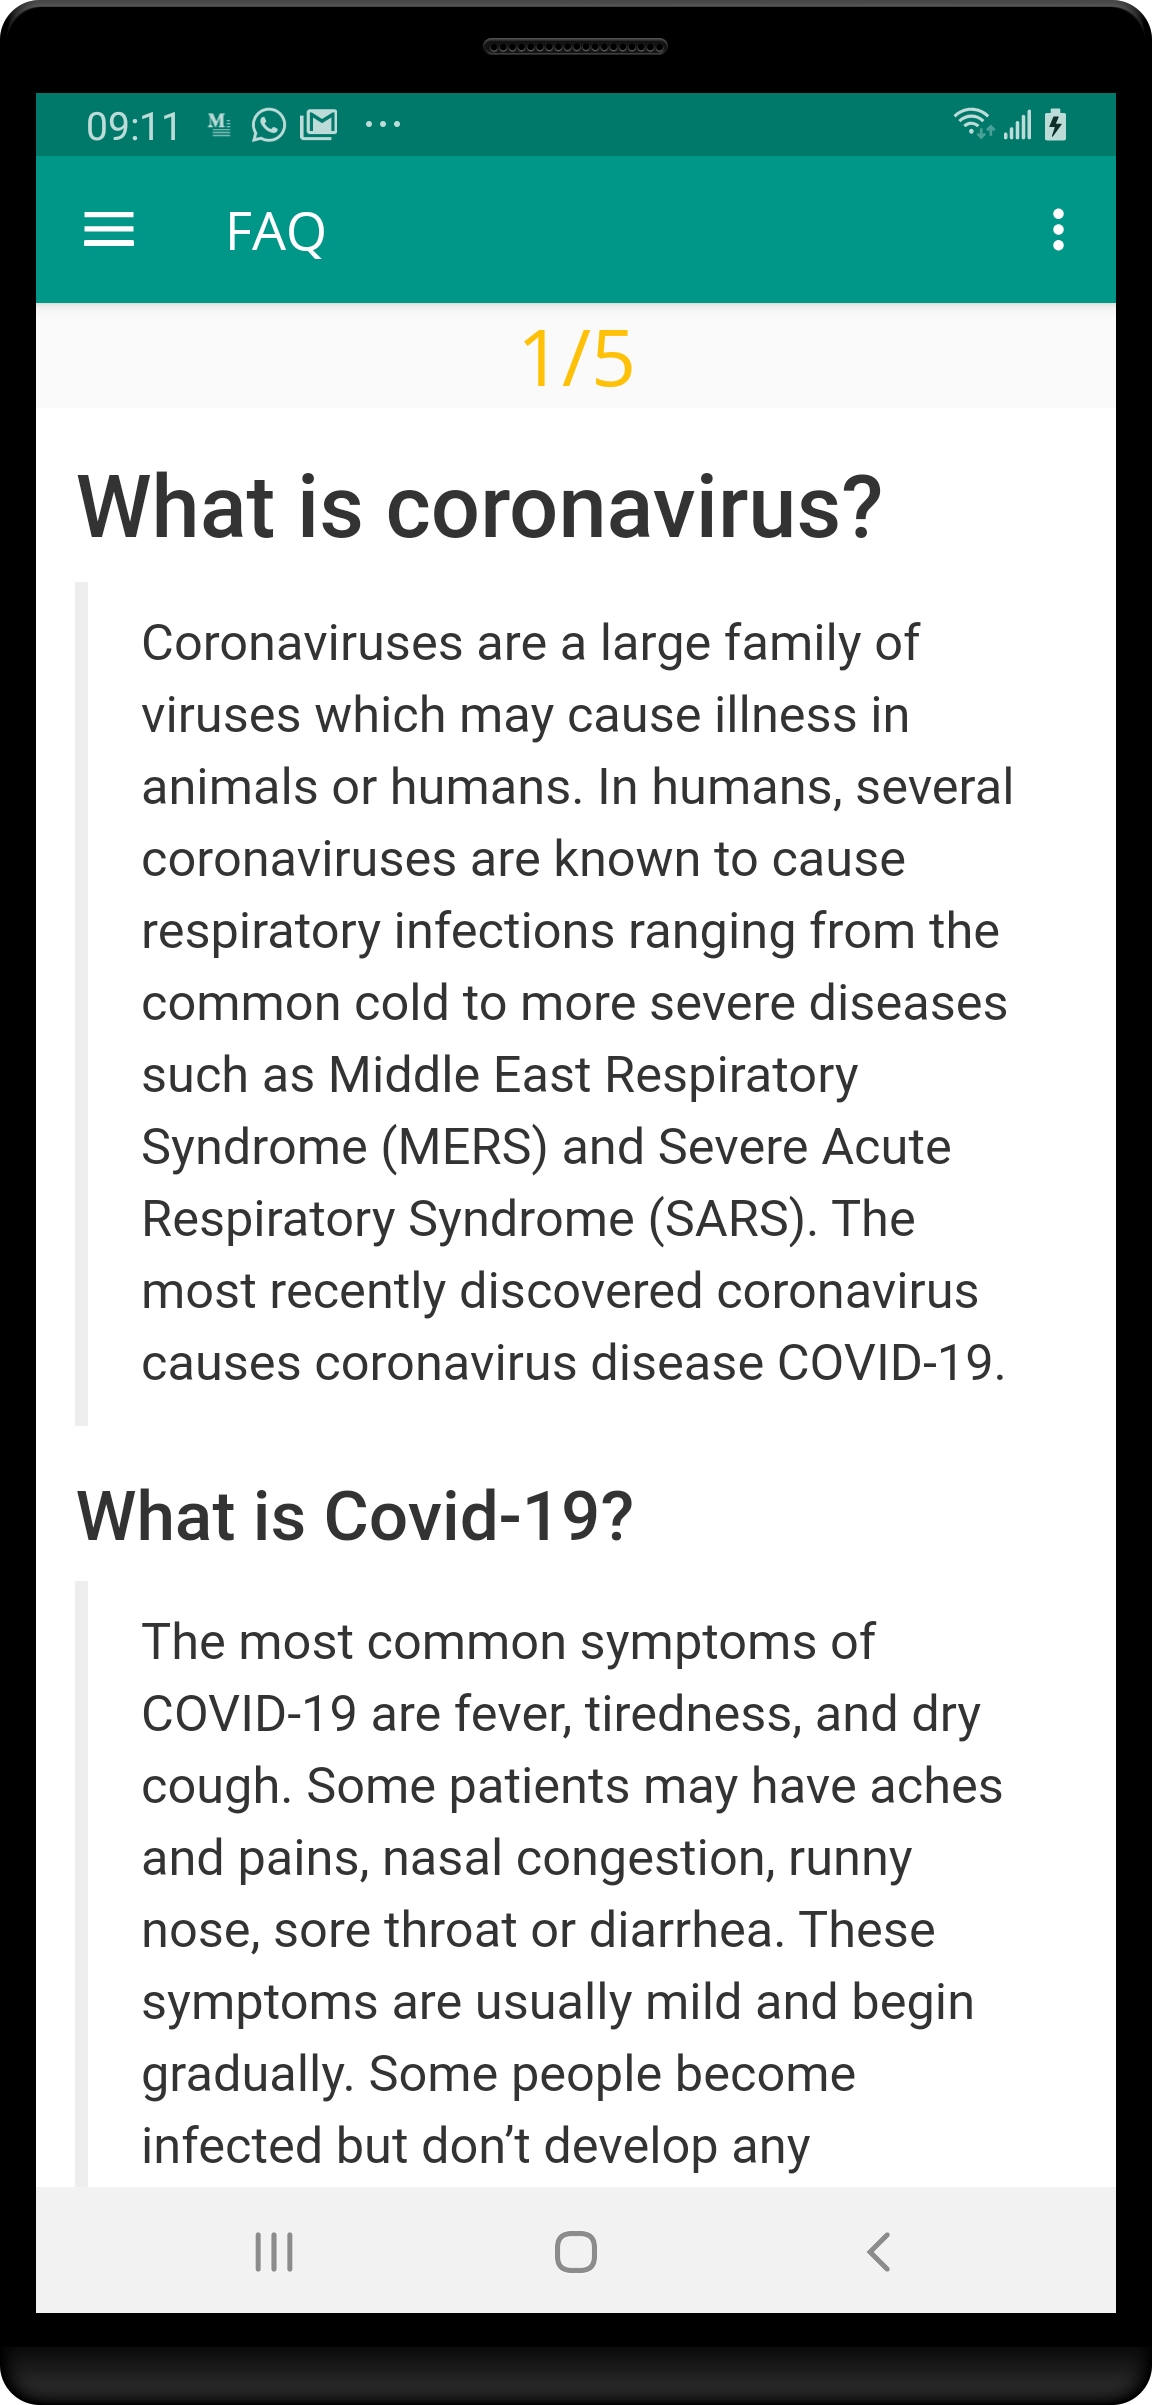 09:11 M
FAQ
1/5
What is coronavirus?
Coronaviruses are a large family of
viruses which may cause illness in
animals or humans. In humans, several
coronaviruses are known to cause
respiratory infections ranging from the
common cold to more severe diseases
such as Middle East Respiratory
Syndrome (MERS) and Severe Acute
Respiratory Syndrome (SARS). The
most recently discovered coronavirus
causes coronavirus disease COVID-19.
What is Covid-19?
The most common symptoms of
COVID-19 are fever, tiredness, and dry
cough. Some patients may have aches
and pains, nasal congestion, runny
nose, sore throat or diarrhea. These
symptoms are usually mild and begin
gradually. Some people become
infected but don’t develop any